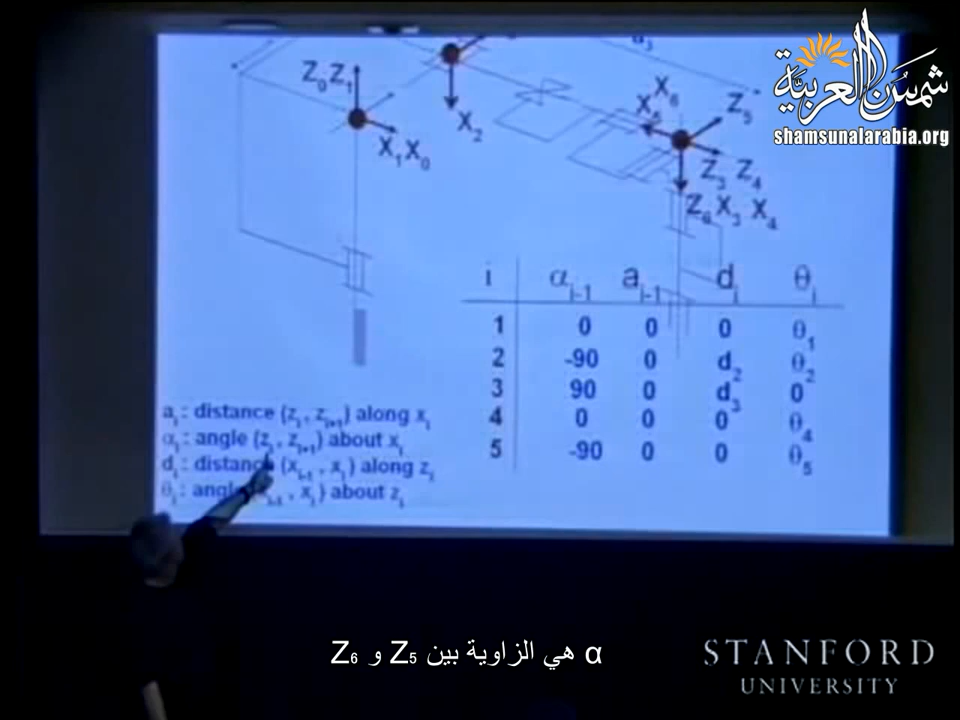 شمس العربية
shamsunalarabia.org
a₃
Z₀ Z₁
X₂
X₁ X₀
X₆
X₅
Z₅
Z₃ Z₄
Z₆ X₃ X₄
i αᵢ₋₁ aᵢ₋₁ dᵢ θᵢ
1 0 0 0 θ₁
2 -90 0 d₂ θ₂
3 90 0 d₃ 0
4 0 0 0 θ₄
5 -90 0 0 θ₅
aᵢ : distance (zᵢ , zᵢ₊₁) along xᵢ
αᵢ : angle (zᵢ , zᵢ₊₁) about xᵢ
dᵢ : distance (xᵢ₋₁ , xᵢ) along zᵢ
θᵢ : angle (xᵢ₋₁ , xᵢ) about zᵢ
α هي الزاوية بين Z₅ و Z₆
STANFORD
UNIVERSITY